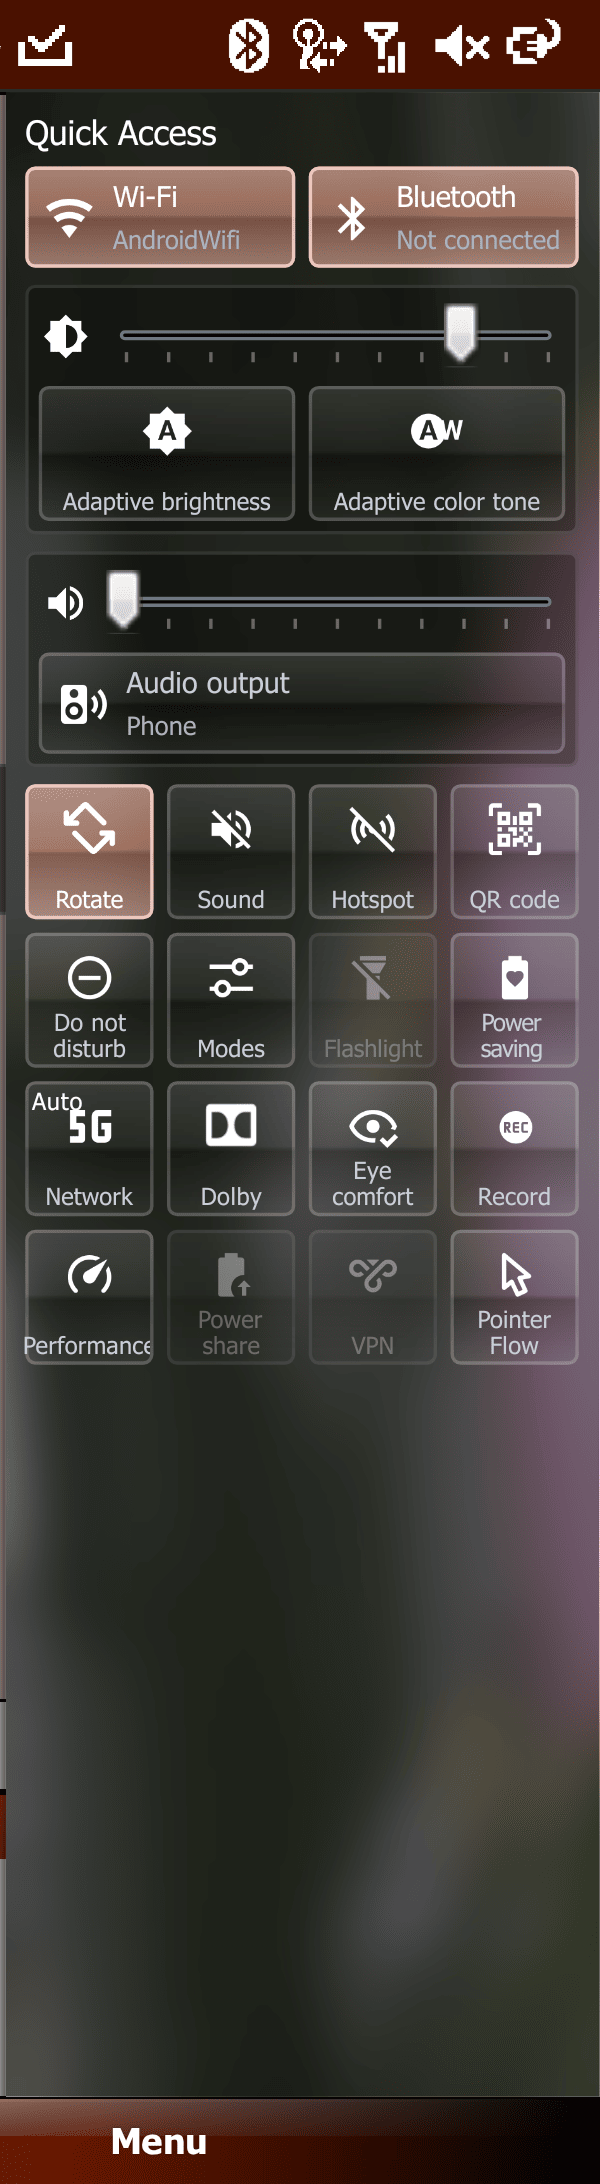 Quick Access
Wi-Fi
AndroidWifi
Bluetooth
Not connected
A
Adaptive brightness
AW
Adaptive color tone
Audio output
Phone
Rotate
Sound
Hotspot
QR code
Do not
disturb
Modes
Flashlight
Power
saving
Auto
5G
Network
Dolby
Eye
comfort
REC
Record
Performance
Power
share
VPN
Pointer
Flow
Menu